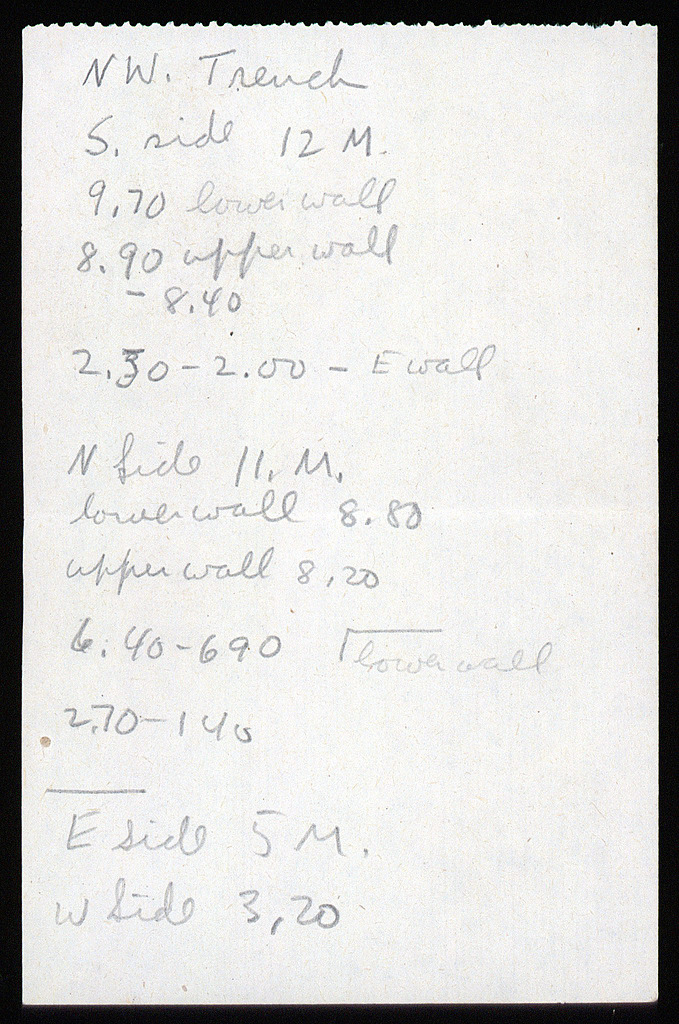 NW. Trench
S. side 12 M.
9.70 lower wall
8.90 upper wall
- 8.40
2.30 - 2.00 - E wall
N Side 11. M.
lower wall 8.80
upper wall 8,20
6.40-690 lower wall
2.70-140
E side 5 M.
W Side 3,20